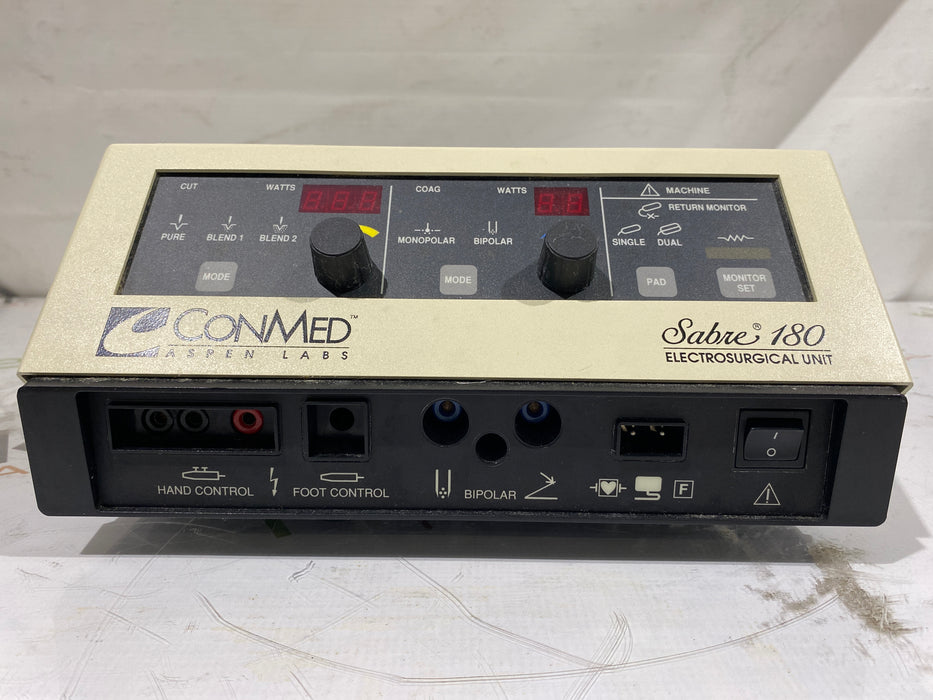 CUT WATTS COAG WATTS ⚠ MACHINE
RETURN MONITOR
PURE BLEND 1 BLEND 2 MONOPOLAR BIPOLAR SINGLE DUAL
MODE MODE PAD MONITOR SET
CONMED™ Sabre® 180
ASPEN LABS ELECTROSURGICAL UNIT
I
O
HAND CONTROL FOOT CONTROL BIPOLAR F